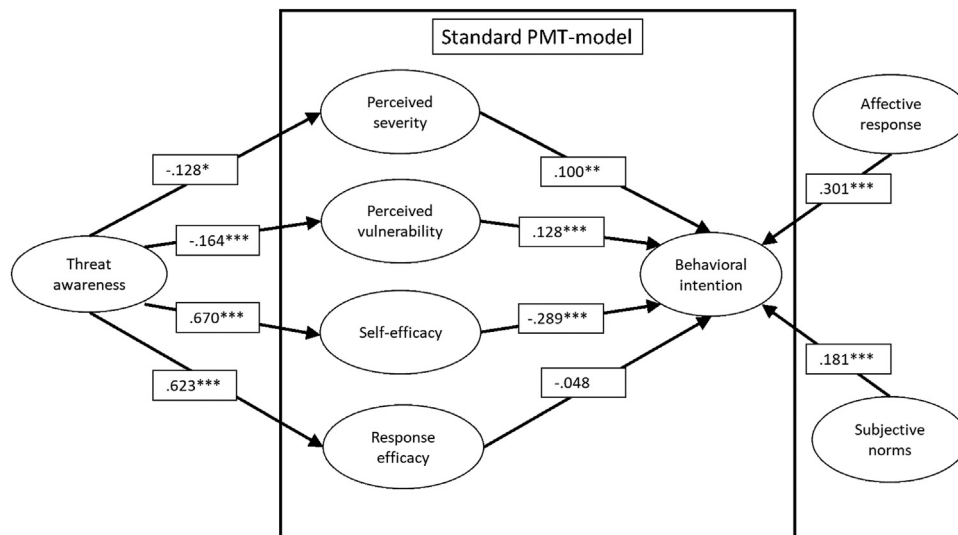 Standard PMT-model
Perceived
severity
Affective
response
-.128*
.100**
.301***
Perceived
vulnerability
-.164***
.128***
Threat
awareness
Behavioral
intention
.670***
Self-efficacy
-.289***
.623***
-.048
.181***
Response
efficacy
Subjective
norms